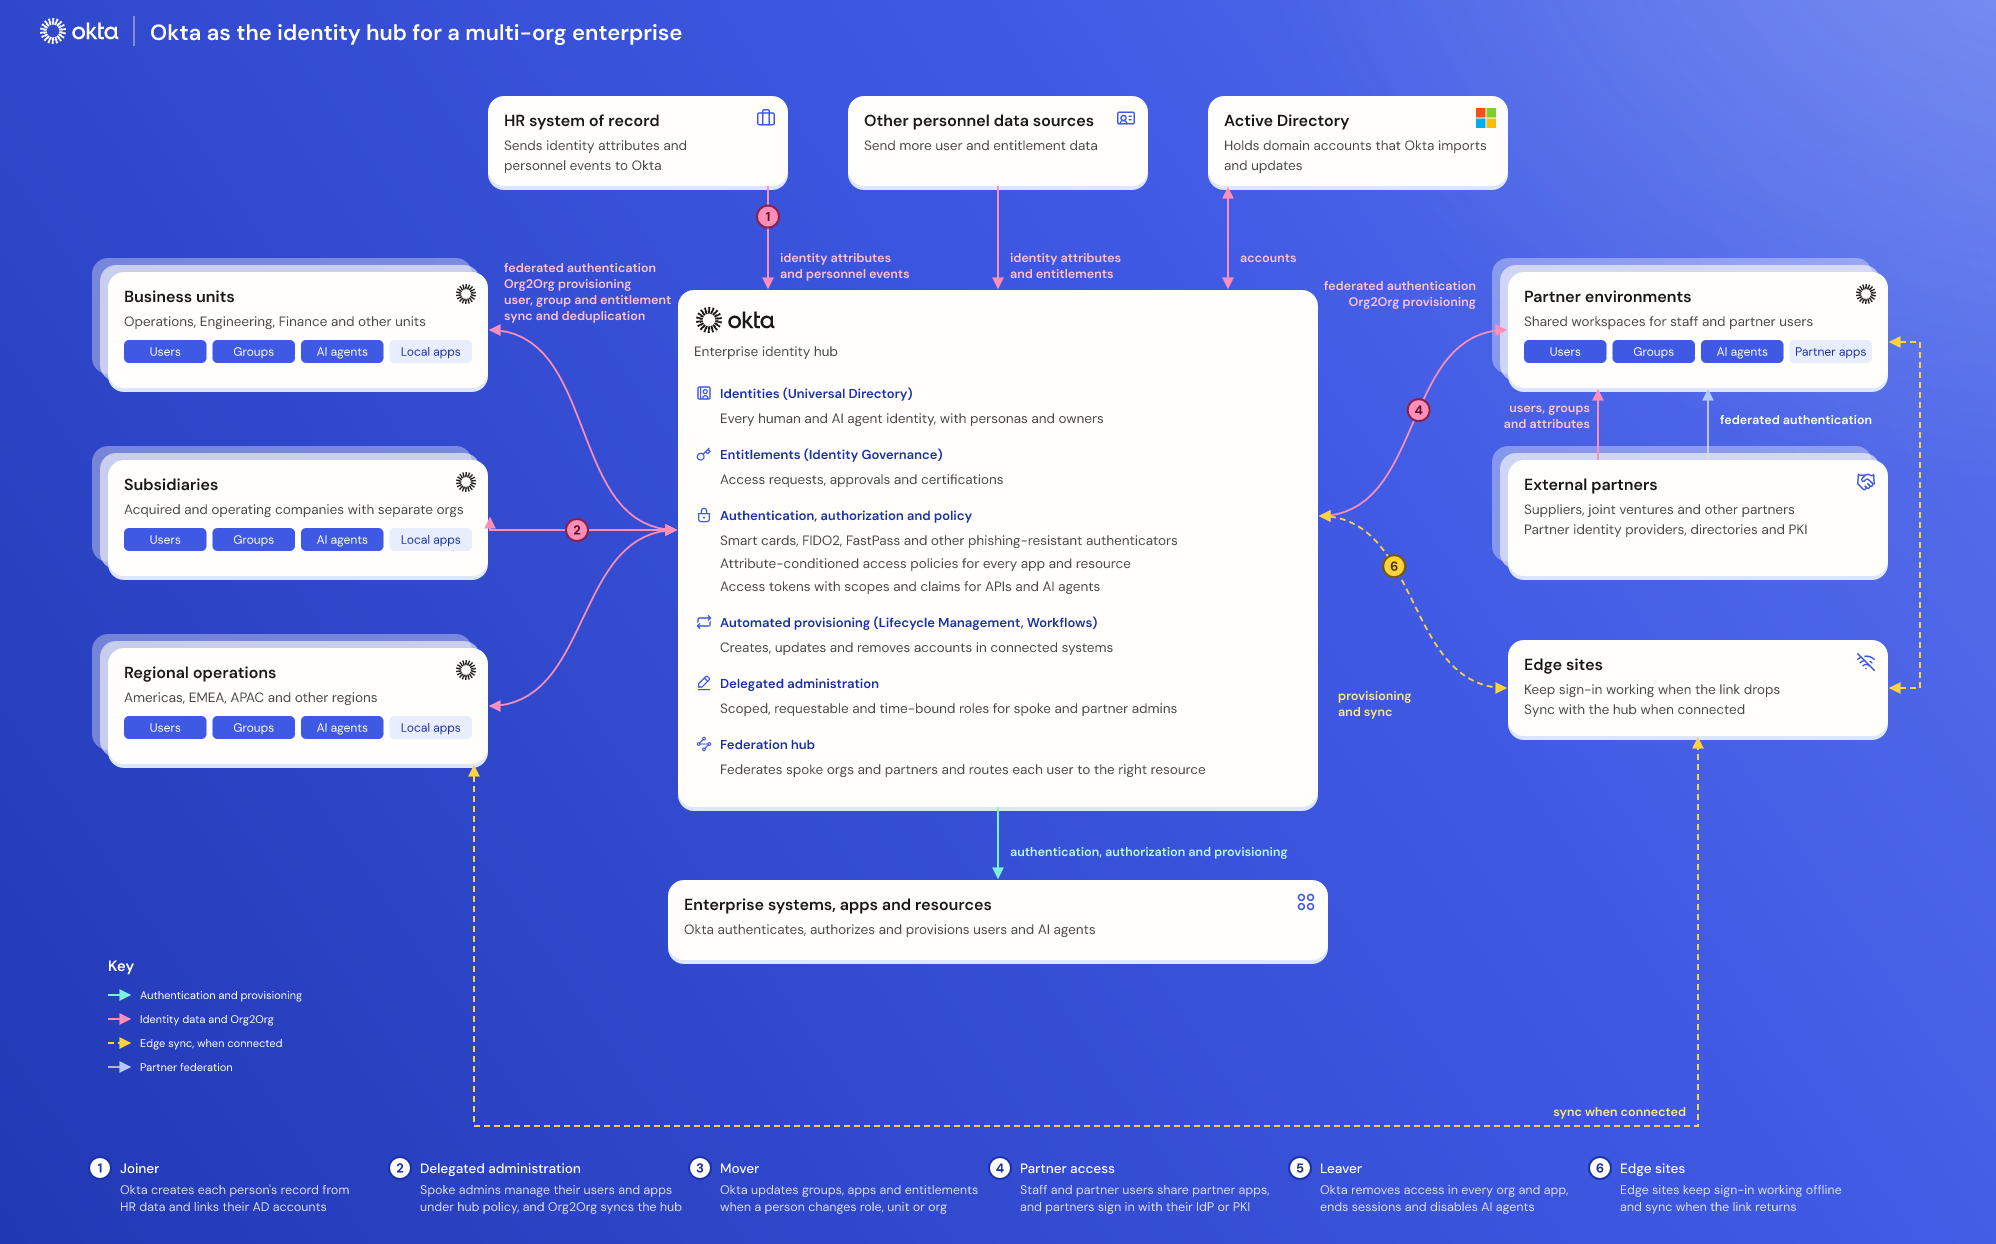 okta
Okta as the identity hub for a multi-org enterprise
HR system of record
Sends identity attributes and
personnel events to Okta
Other personnel data sources
Send more user and entitlement data
Active Directory
Holds domain accounts that Okta imports
and updates
1
identity attributes
and personnel events
identity attributes
and entitlements
accounts
federated authentication
Org2Org provisioning
user, group and entitlement
sync and deduplication
federated authentication
Org2Org provisioning
Business units
Operations, Engineering, Finance and other units
Users
Groups
AI agents
Local apps
Subsidiaries
Acquired and operating companies with separate orgs
Users
Groups
AI agents
Local apps
2
Regional operations
Americas, EMEA, APAC and other regions
Users
Groups
AI agents
Local apps
okta
Enterprise identity hub
Identities (Universal Directory)
Every human and AI agent identity, with personas and owners
Entitlements (Identity Governance)
Access requests, approvals and certifications
Authentication, authorization and policy
Smart cards, FIDO2, FastPass and other phishing-resistant authenticators
Attribute-conditioned access policies for every app and resource
Access tokens with scopes and claims for APIs and AI agents
Automated provisioning (Lifecycle Management, Workflows)
Creates, updates and removes accounts in connected systems
Delegated administration
Scoped, requestable and time-bound roles for spoke and partner admins
Federation hub
Federates spoke orgs and partners and routes each user to the right resource
4
6
provisioning
and sync
Partner environments
Shared workspaces for staff and partner users
Users
Groups
AI agents
Partner apps
users, groups
and attributes
federated authentication
External partners
Suppliers, joint ventures and other partners
Partner identity providers, directories and PKI
Edge sites
Keep sign-in working when the link drops
Sync with the hub when connected
authentication, authorization and provisioning
Enterprise systems, apps and resources
Okta authenticates, authorizes and provisions users and AI agents
Key
Authentication and provisioning
Identity data and Org2Org
Edge sync, when connected
Partner federation
sync when connected
1 Joiner
Okta creates each person's record from
HR data and links their AD accounts
2 Delegated administration
Spoke admins manage their users and apps
under hub policy, and Org2Org syncs the hub
3 Mover
Okta updates groups, apps and entitlements
when a person changes role, unit or org
4 Partner access
Staff and partner users share partner apps,
and partners sign in with their IdP or PKI
5 Leaver
Okta removes access in every org and app,
ends sessions and disables AI agents
6 Edge sites
Edge sites keep sign-in working offline
and sync when the link returns